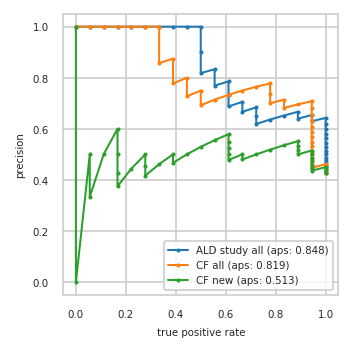 precision
1.0
0.8
0.6
0.4
0.2
0.0
ALD study all (aps: 0.848)
CF all (aps: 0.819)
CF new (aps: 0.513)
0.0 0.2 0.4 0.6 0.8 1.0
true positive rate